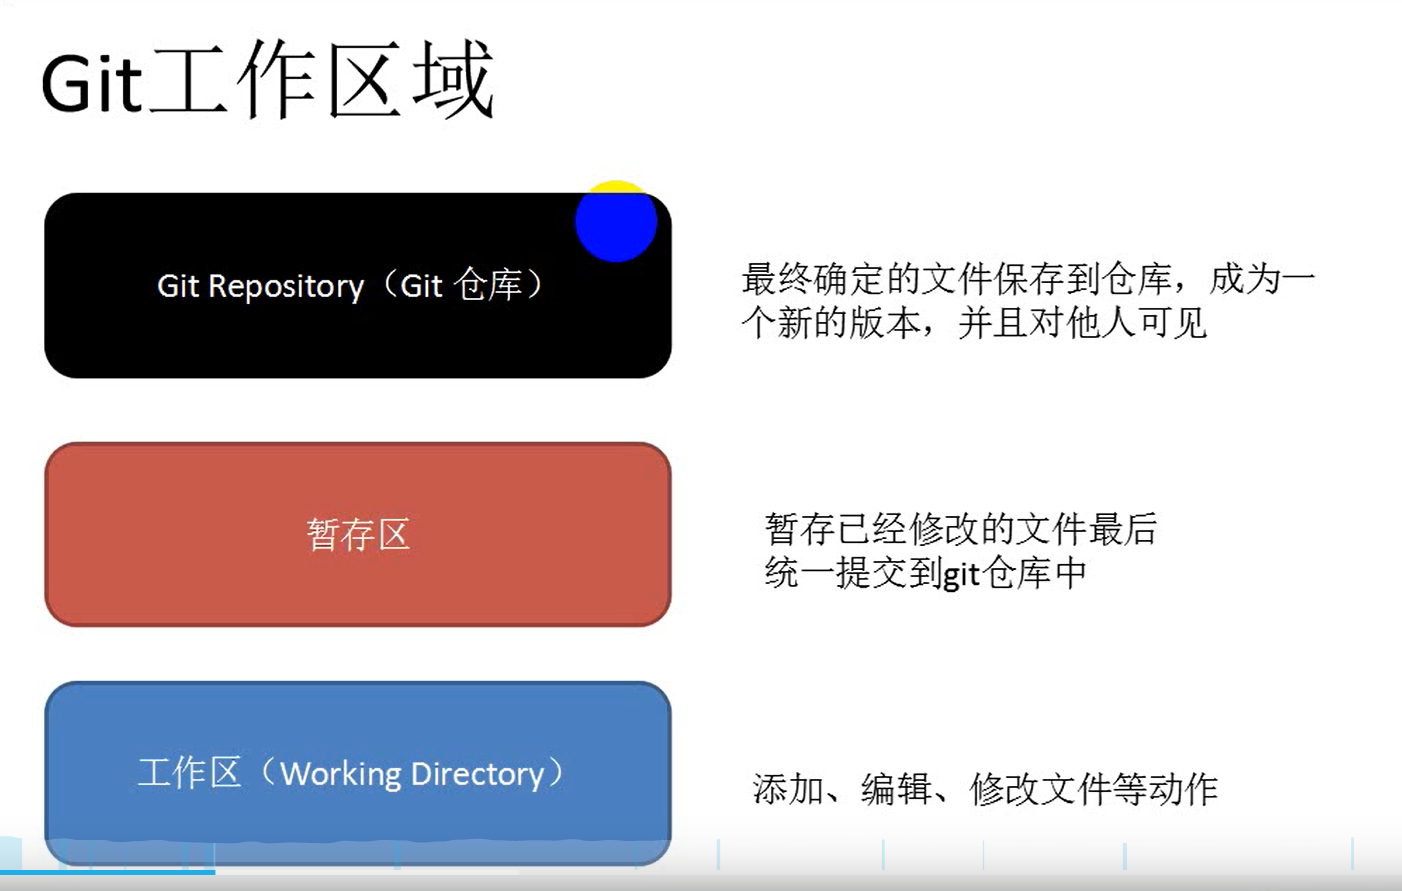 Git工作区域
Git Repository（Git 仓库）
最终确定的文件保存到仓库，成为一
个新的版本，并且对他人可见
暂存区
暂存已经修改的文件最后
统一提交到git仓库中
工作区（Working Directory）
添加、编辑、修改文件等动作